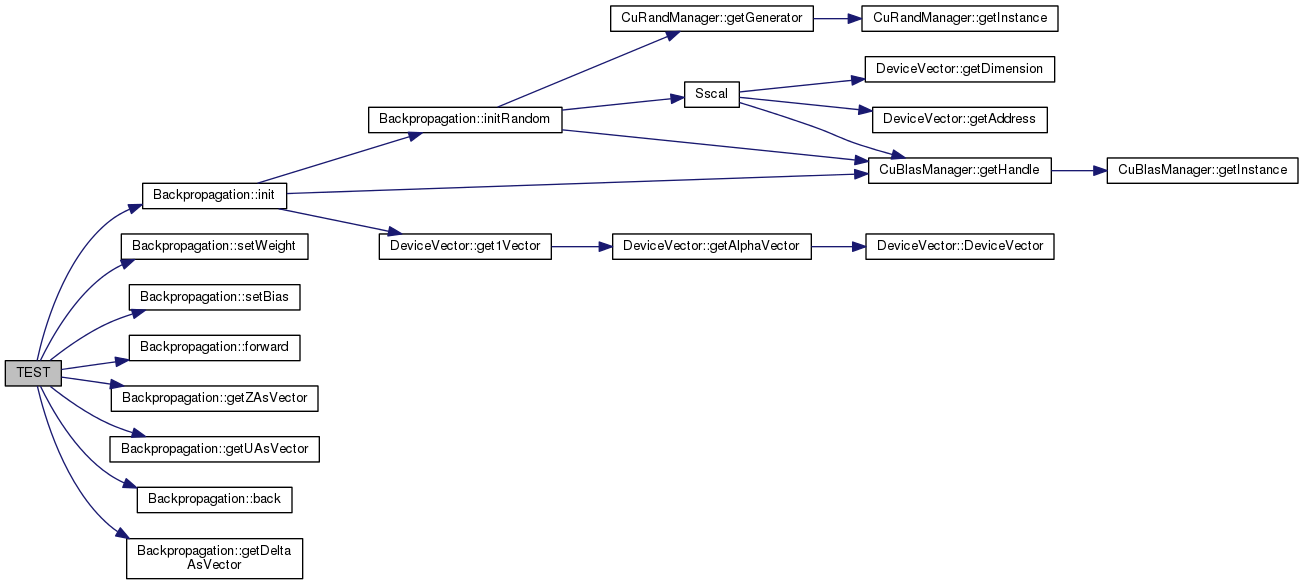 CuRandManager::getGenerator
CuRandManager::getInstance
DeviceVector::getDimension
Sscal
Backpropagation::initRandom
DeviceVector::getAddress
CuBlasManager::getHandle
CuBlasManager::getInstance
Backpropagation::init
Backpropagation::setWeight
DeviceVector::get1Vector
DeviceVector::getAlphaVector
DeviceVector::DeviceVector
Backpropagation::setBias
Backpropagation::forward
TEST
Backpropagation::getZAsVector
Backpropagation::getUAsVector
Backpropagation::back
Backpropagation::getDelta
AsVector